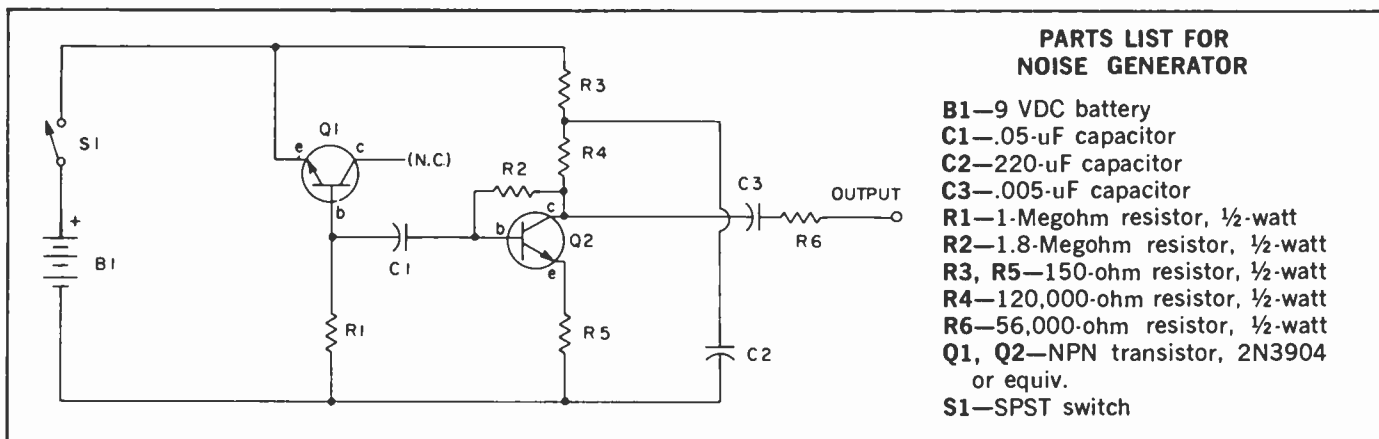 S1
+
B1
Q1
e
c
(N.C)
b
R1
C1
R2
b
c
Q2
e
R3
R4
R5
C3
R6
OUTPUT
C2
PARTS LIST FOR
NOISE GENERATOR
B1—9 VDC battery
C1—.05-uF capacitor
C2—220-uF capacitor
C3—.005-uF capacitor
R1—1-Megohm resistor, ½-watt
R2—1.8-Megohm resistor, ½-watt
R3, R5—150-ohm resistor, ½-watt
R4—120,000-ohm resistor, ½-watt
R6—56,000-ohm resistor, ½-watt
Q1, Q2—NPN transistor, 2N3904
or equiv.
S1—SPST switch